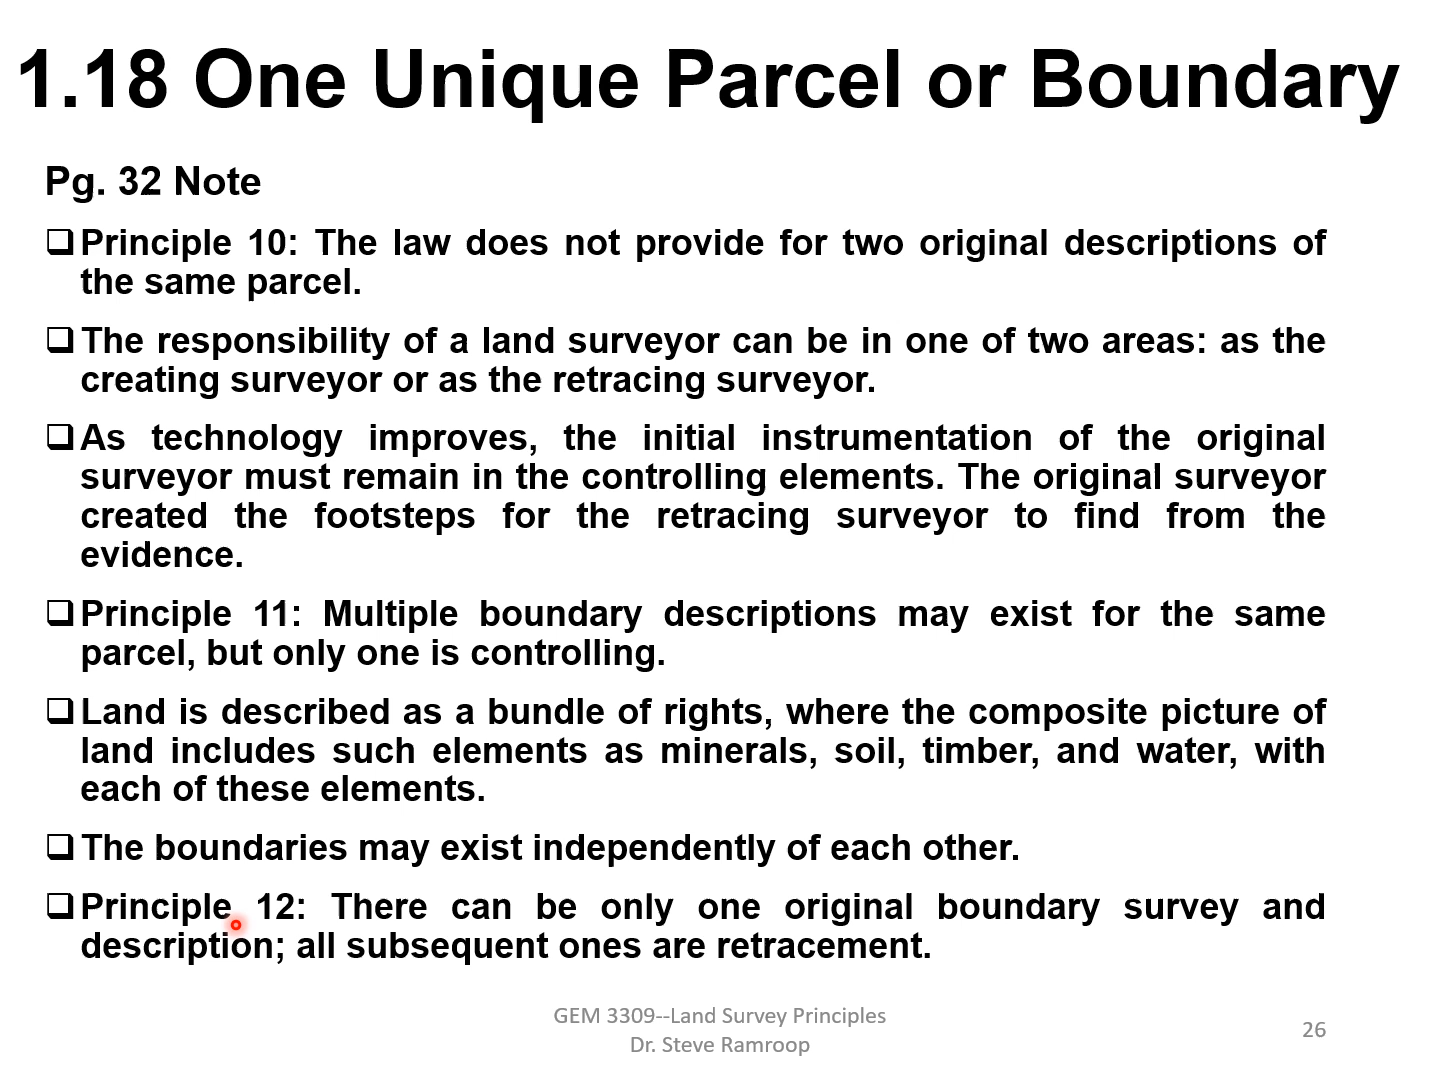 1.18 One Unique Parcel or Boundary
Pg. 32 Note
Principle 10: The law does not provide for two original descriptions of
the same parcel.
The responsibility of a land surveyor can be in one of two areas: as the
creating surveyor or as the retracing surveyor.
As technology improves, the initial instrumentation of the original
surveyor must remain in the controlling elements. The original surveyor
created the footsteps for the retracing surveyor to find from the
evidence.
Principle 11: Multiple boundary descriptions may exist for the same
parcel, but only one is controlling.
Land is described as a bundle of rights, where the composite picture of
land includes such elements as minerals, soil, timber, and water, with
each of these elements.
The boundaries may exist independently of each other.
Principle 12: There can be only one original boundary survey and
description; all subsequent ones are retracement.
GEM 3309--Land Survey Principles
Dr. Steve Ramroop
26